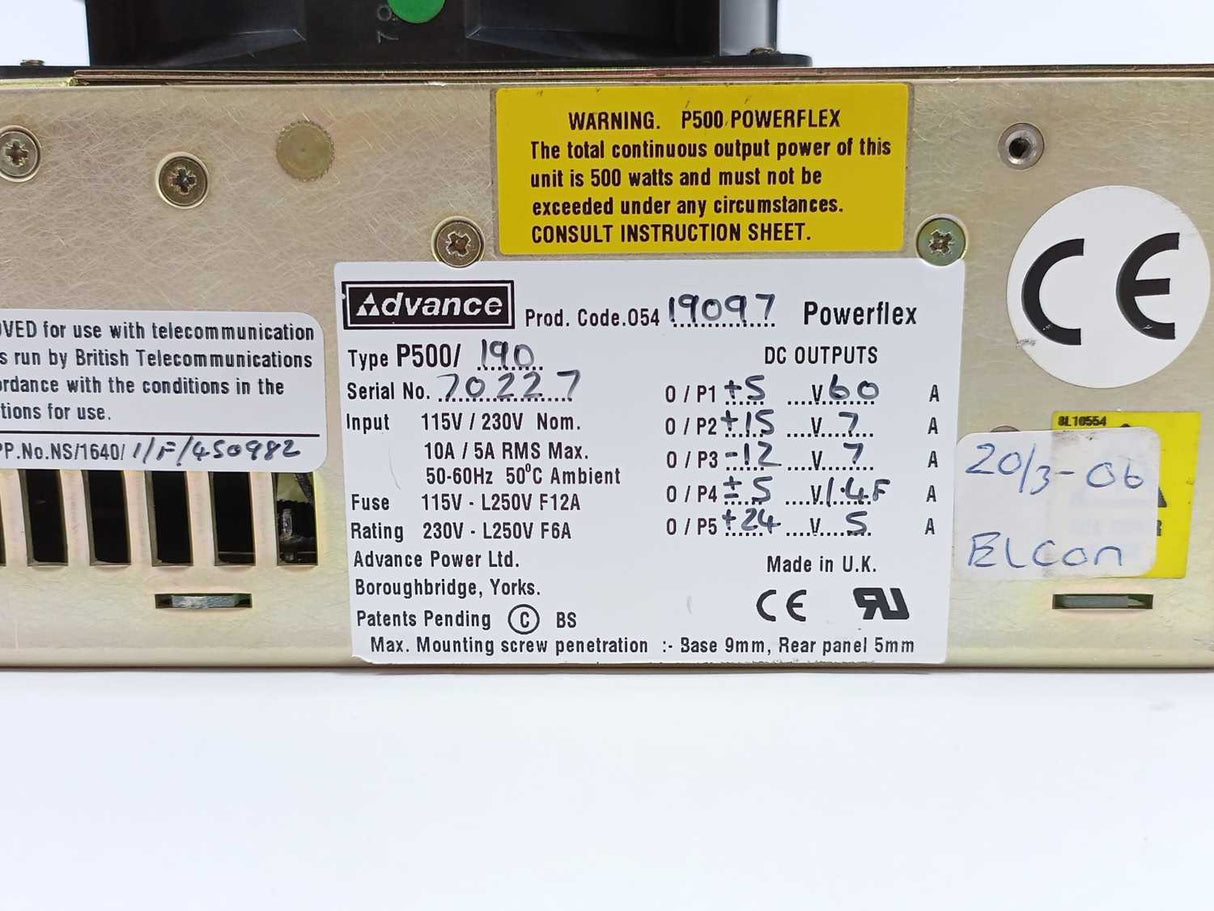 WARNING. P500 POWERFLEX
The total continuous output power of this
unit is 500 watts and must not be
exceeded under any circumstances.
CONSULT INSTRUCTION SHEET.
CE
OVED for use with telecommunication
s run by British Telecommunications
ordance with the conditions in the
tions for use.
PP.No.NS/1640/ 1/F/450982
Advance Prod. Code.054 19097 Powerflex
Type P500/ 190 DC OUTPUTS
Serial No. 70227
O/P1 +5 V 60 A
Input 115V / 230V Nom.
O/P2 ±15 V 7 A
10A / 5A RMS Max.
O/P3 -12 V 7 A
50-60Hz 50°C Ambient
O/P4 ±5 V 1.4F A
Fuse 115V - L250V F12A
O/P5 ±24 V 5 A
Rating 230V - L250V F6A
Advance Power Ltd.
Made in U.K.
Boroughbridge, Yorks.
Patents Pending © BS
CE RU
Max. Mounting screw penetration :- Base 9mm, Rear panel 5mm
8L10554
20/3-06
ELCON